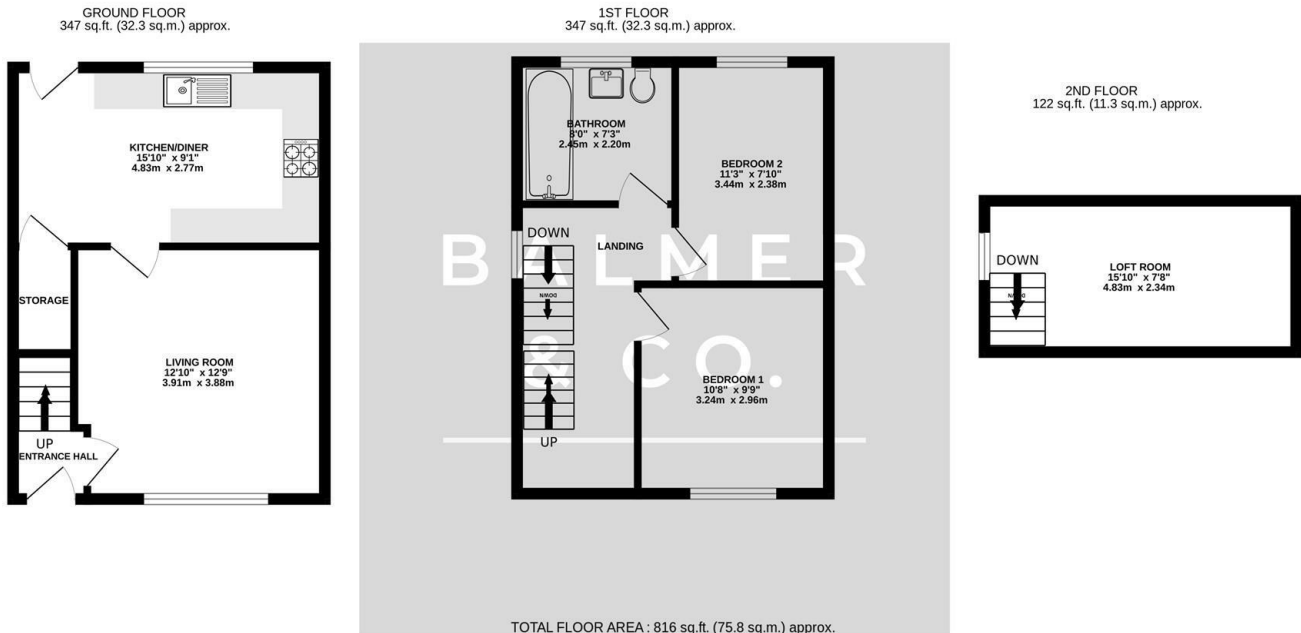 GROUND FLOOR
347 sq.ft. (32.3 sq.m.) approx.
KITCHEN/DINER
15'10" x 9'1"
4.83m x 2.77m
STORAGE
LIVING ROOM
12'10" x 12'9"
3.91m x 3.88m
UP
ENTRANCE HALL
1ST FLOOR
347 sq.ft. (32.3 sq.m.) approx.
BATHROOM
8'0" x 7'3"
2.45m x 2.20m
BEDROOM 2
11'3" x 7'10"
3.44m x 2.38m
DOWN
LANDING
DOWN
BALMER
& CO.
BEDROOM 1
10'8" x 9'9"
3.24m x 2.96m
UP
2ND FLOOR
122 sq.ft. (11.3 sq.m.) approx.
DOWN
DOWN
LOFT ROOM
15'10" x 7'8"
4.83m x 2.34m
TOTAL FLOOR AREA : 816 sq.ft. (75.8 sq.m.) approx.